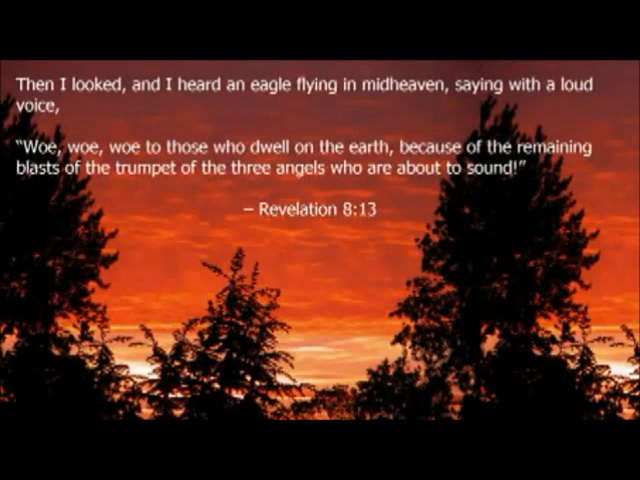 Then I looked, and I heard an eagle flying in midheaven, saying with a loud
voice,
“Woe, woe, woe to those who dwell on the earth, because of the remaining
blasts of the trumpet of the three angels who are about to sound!”
– Revelation 8:13